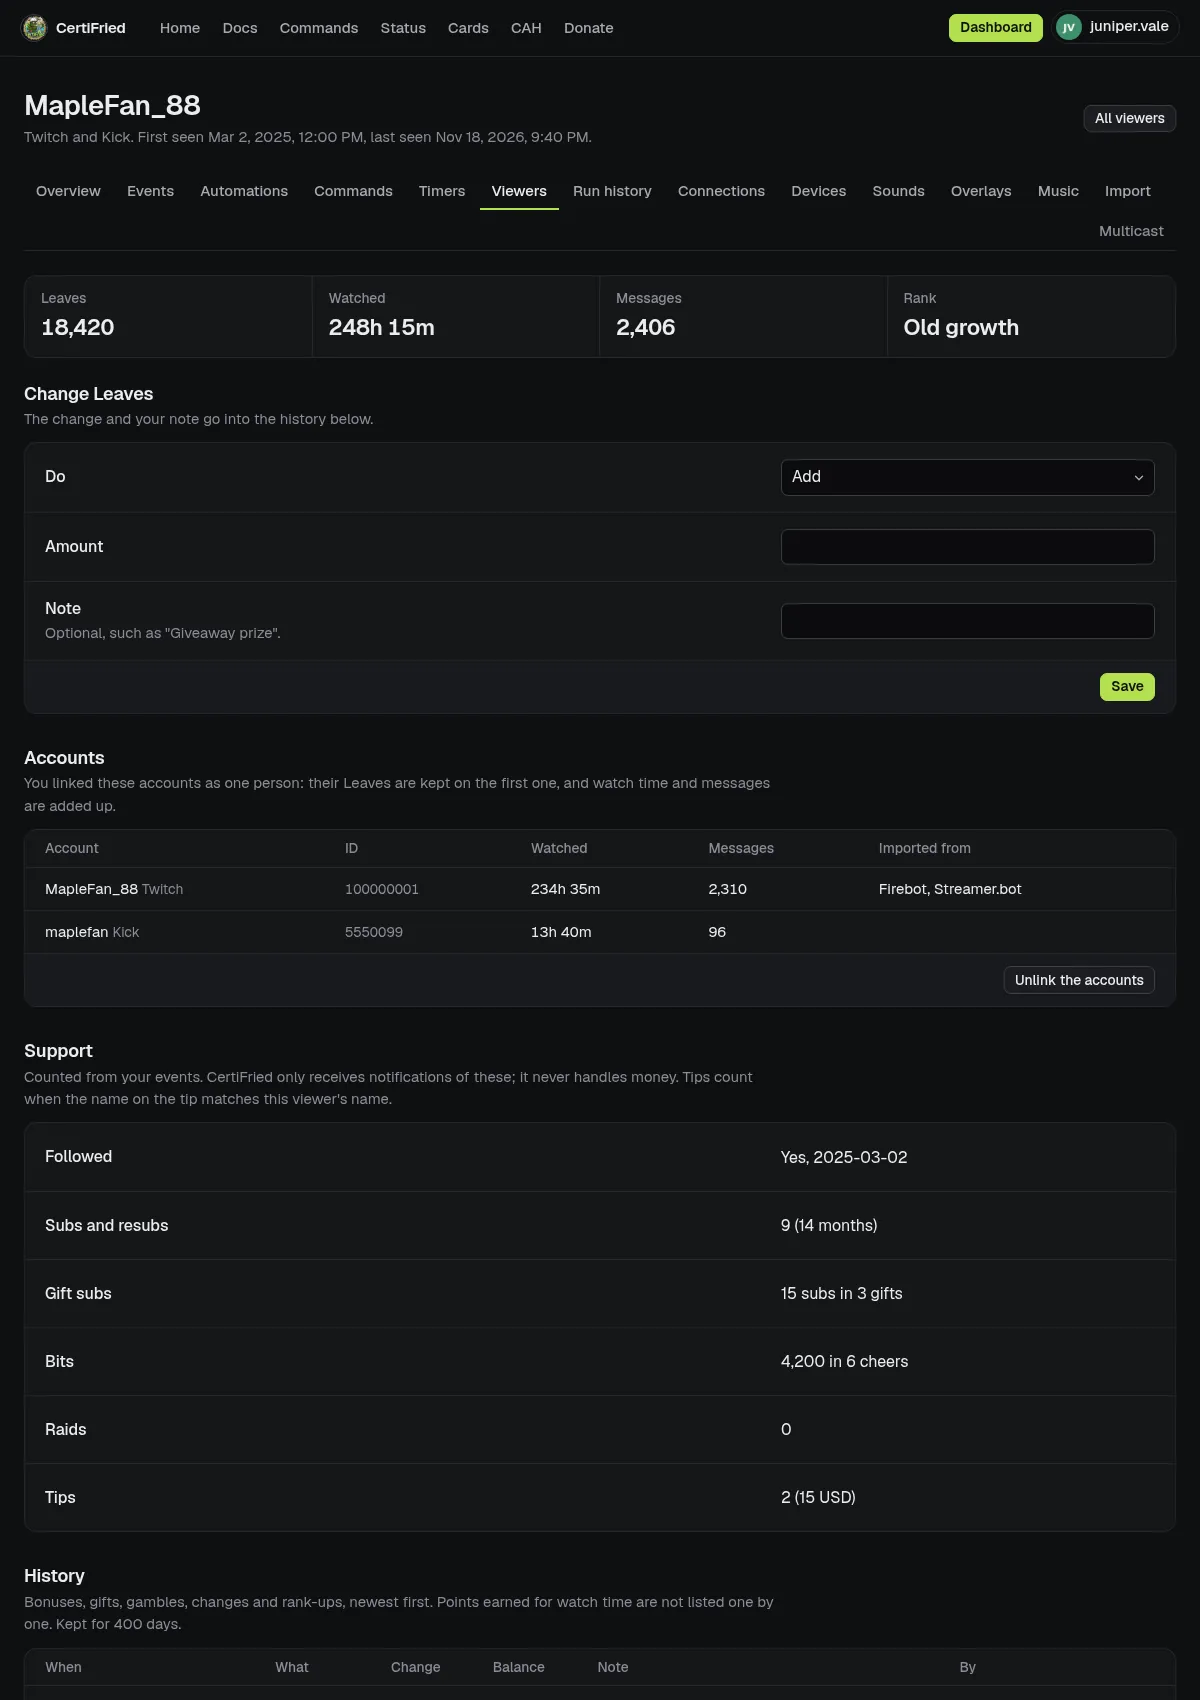 CertiFried Home Docs Commands Status Cards CAH Donate Dashboard JV juniper.vale
MapleFan_88
Twitch and Kick. First seen Mar 2, 2025, 12:00 PM, last seen Nov 18, 2026, 9:40 PM.
All viewers
Overview Events Automations Commands Timers Viewers Run history Connections Devices Sounds Overlays Music Import
Multicast
Leaves Watched Messages Rank
18,420 248h 15m 2,406 Old growth
Change Leaves
The change and your note go into the history below.
Do Add
Amount
Note
Optional, such as "Giveaway prize".
Save
Accounts
You linked these accounts as one person: their Leaves are kept on the first one, and watch time and messages
are added up.
Account ID Watched Messages Imported from
MapleFan_88 Twitch 100000001 234h 35m 2,310 Firebot, Streamer.bot
maplefan Kick 5550099 13h 40m 96
Unlink the accounts
Support
Counted from your events. CertiFried only receives notifications of these; it never handles money. Tips count
when the name on the tip matches this viewer's name.
Followed Yes, 2025-03-02
Subs and resubs 9 (14 months)
Gift subs 15 subs in 3 gifts
Bits 4,200 in 6 cheers
Raids 0
Tips 2 (15 USD)
History
Bonuses, gifts, gambles, changes and rank-ups, newest first. Points earned for watch time are not listed one by
one. Kept for 400 days.
When What Change Balance Note By